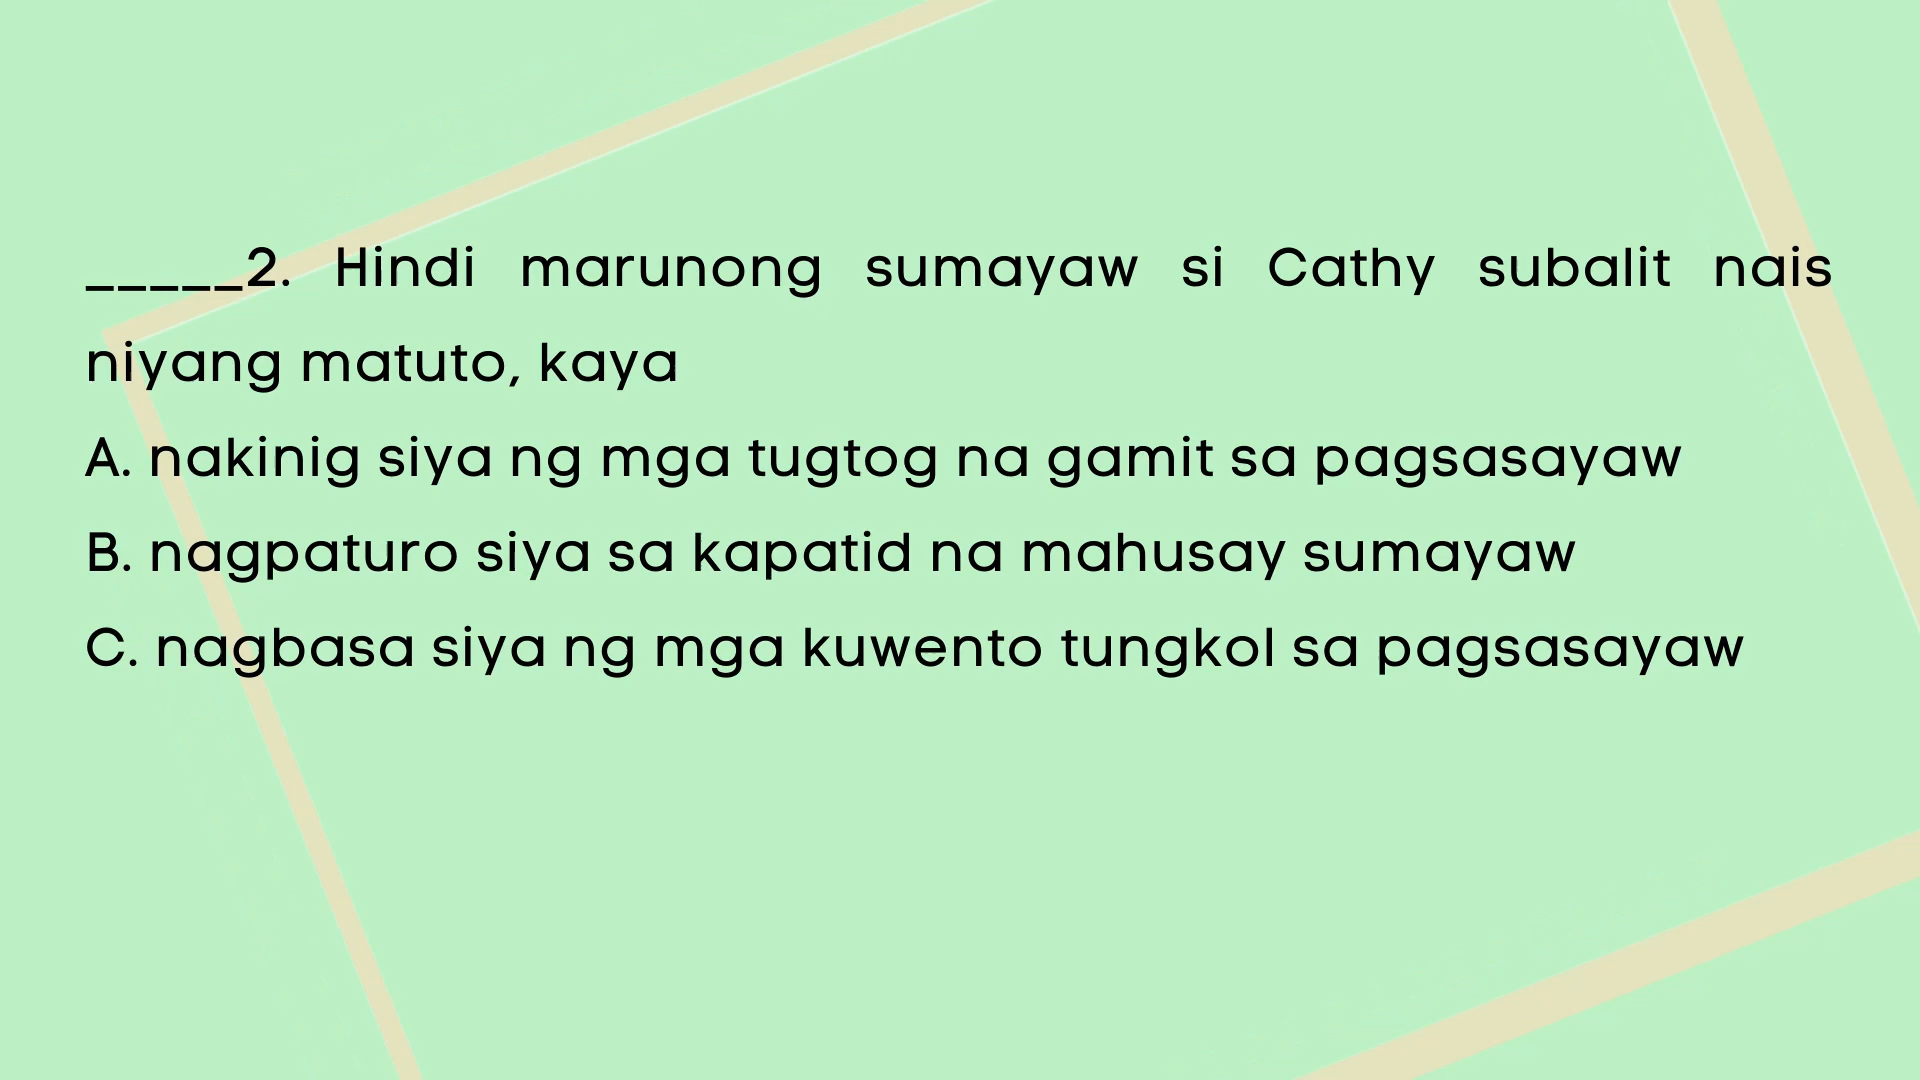 _____2. Hindi marunong sumayaw si Cathy subalit nais
niyang matuto, kaya
A. nakinig siya ng mga tugtog na gamit sa pagsasayaw
B. nagpaturo siya sa kapatid na mahusay sumayaw
C. nagbasa siya ng mga kuwento tungkol sa pagsasayaw